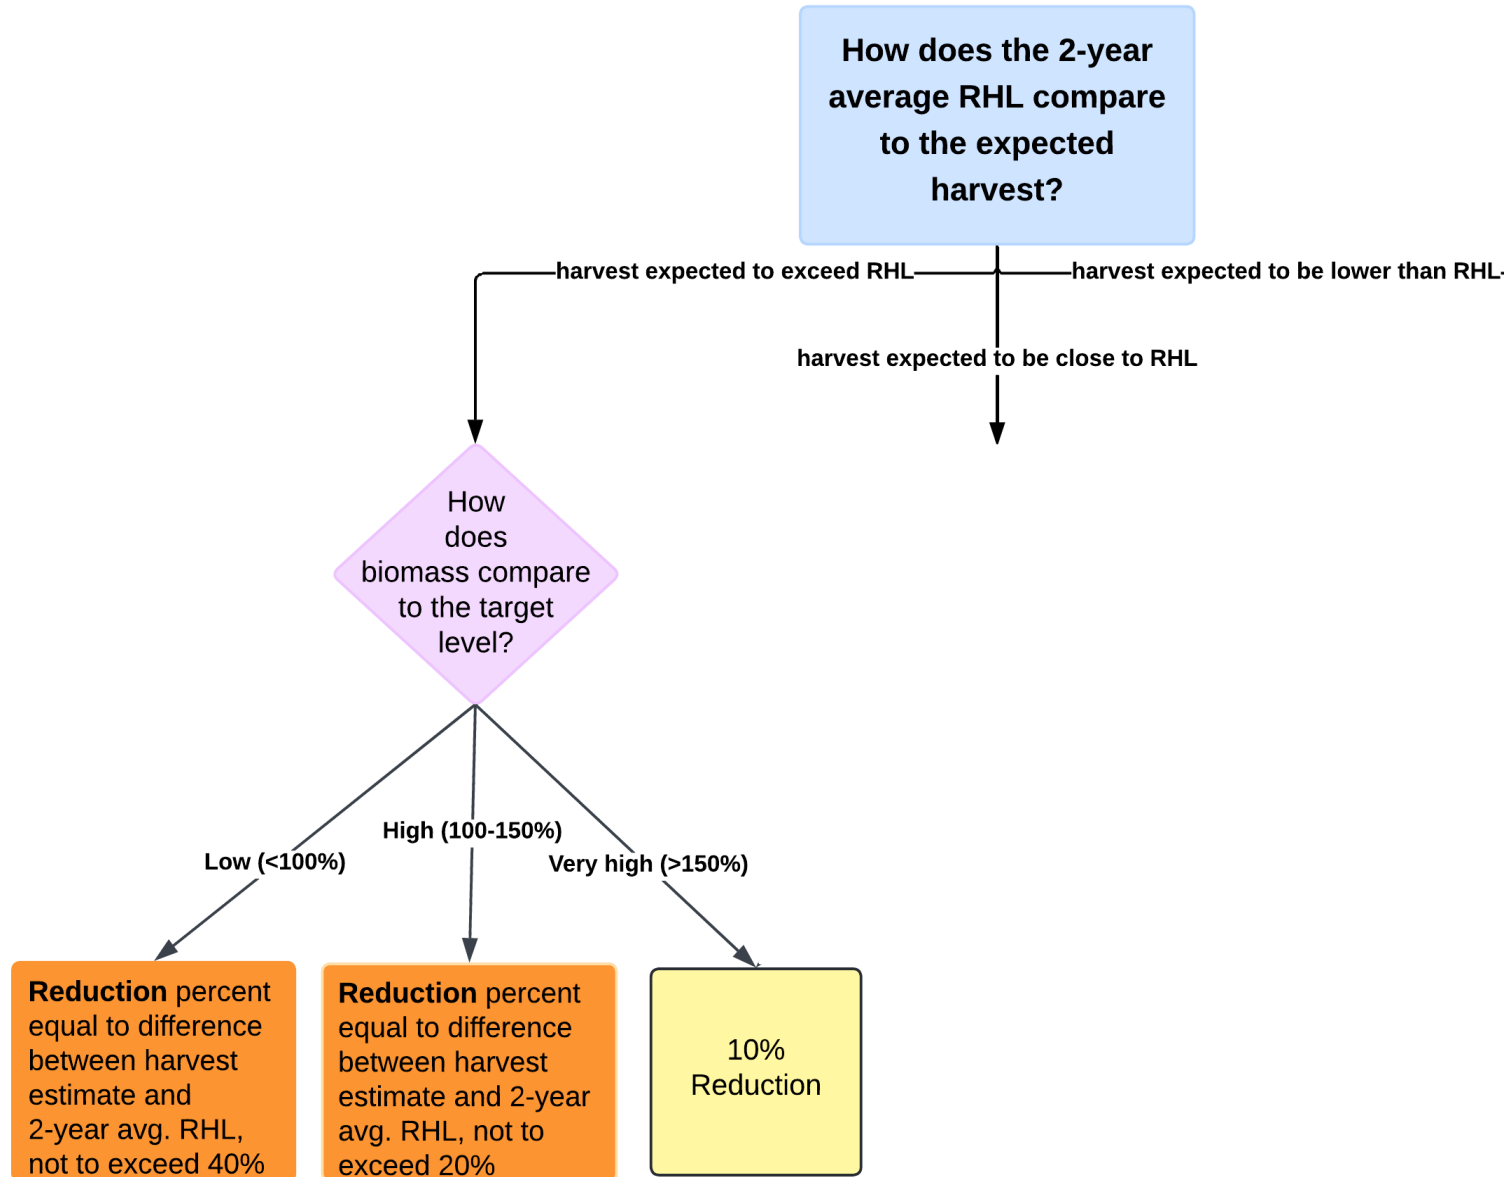 How does the 2-year
average RHL compare
to the expected
harvest?
harvest expected to exceed RHL
harvest expected to be lower than RHL
harvest expected to be close to RHL
How
does
biomass compare
to the target
level?
High (100-150%)
Low (<100%)
Very high (>150%)
Reduction percent
equal to difference
between harvest
estimate and
2-year avg. RHL,
not to exceed 40%
Reduction percent
equal to difference
between harvest
estimate and 2-year
avg. RHL, not to
exceed 20%
10%
Reduction